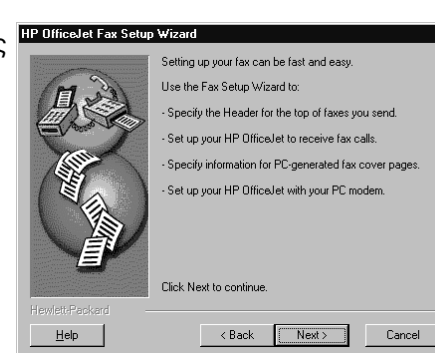 ς
HP OfficeJet Fax Setup Wizard
Setting up your fax can be fast and easy.
Use the Fax Setup Wizard to:
- Specify the Header for the top of faxes you send.
- Set up your HP OfficeJet to receive fax calls.
- Specify information for PC-generated fax cover pages.
- Set up your HP OfficeJet with your PC modem.
Click Next to continue.
Hewlett-Packard
Help < Back Next > Cancel